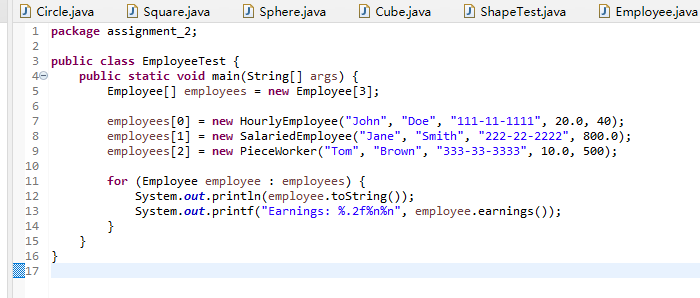 Circle.java Square.java Sphere.java Cube.java ShapeTest.java Employee.java
1 package assignment_2;
2
3 public class EmployeeTest {
4 public static void main(String[] args) {
5 Employee[] employees = new Employee[3];
6
7 employees[0] = new HourlyEmployee("John", "Doe", "111-11-1111", 20.0, 40);
8 employees[1] = new SalariedEmployee("Jane", "Smith", "222-22-2222", 800.0);
9 employees[2] = new PieceWorker("Tom", "Brown", "333-33-3333", 10.0, 500);
10
11 for (Employee employee : employees) {
12 System.out.println(employee.toString());
13 System.out.printf("Earnings: %.2f%n%n", employee.earnings());
14 }
15 }
16 }
17